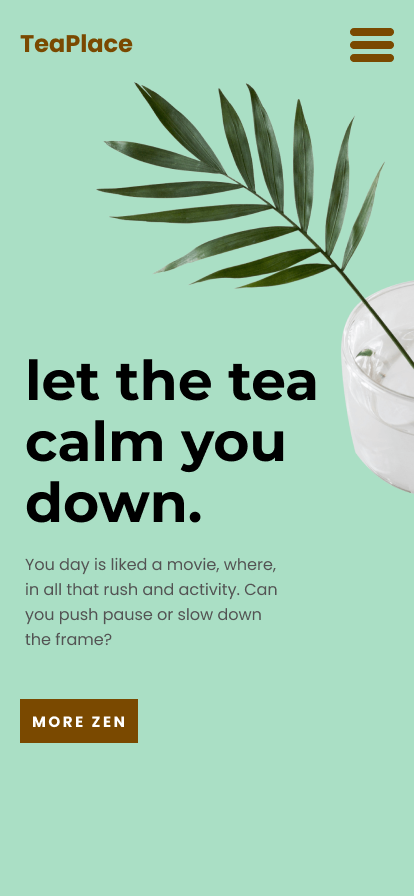 TeaPlace
let the tea
calm you
down.
You day is liked a movie, where,
in all that rush and activity. Can
you push pause or slow down
the frame?
MORE ZEN